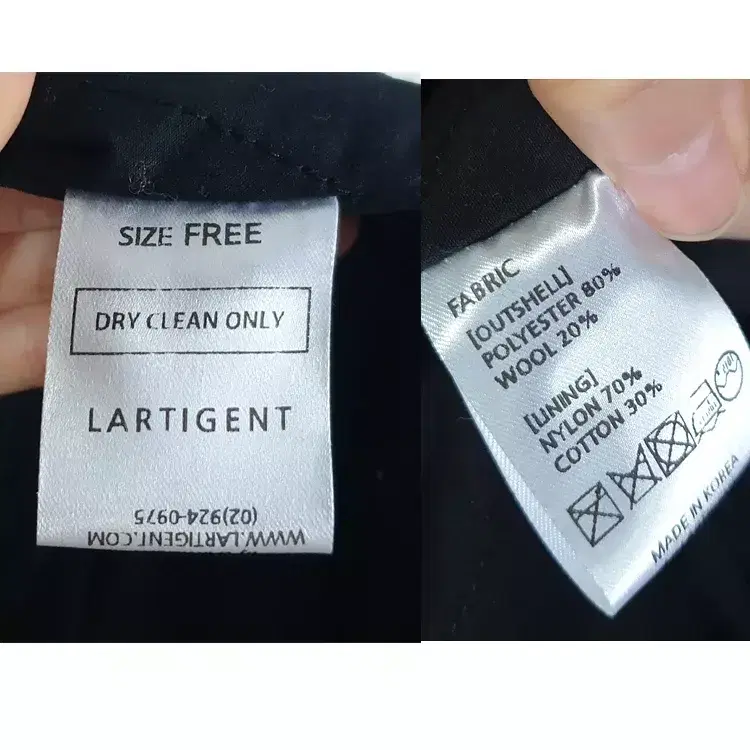 SIZE FREE
DRY CLEAN ONLY
LARTIGENT
(02)924-0975
WWW.LARTIGENT.COM
FABRIC
[OUTSHELL]
POLYESTER 80%
WOOL 20%
[LINING]
NYLON 70%
COTTON 30%
MADE IN KOREA